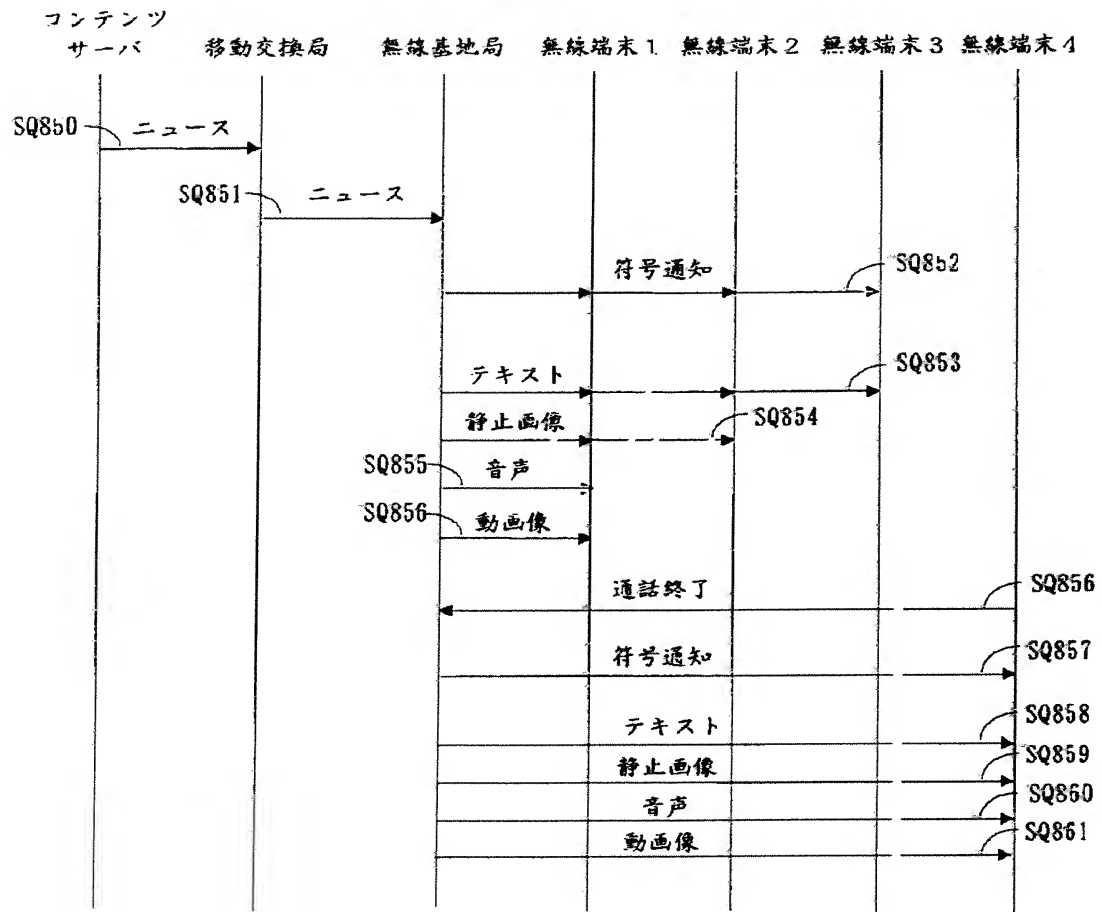 コンテンツ
サーバ 移動交換局 無線基地局 無線端末1 無線端末2 無線端末3 無線端末4
SQ850 ニュース
SQ851 ニュース
符号通知 SQ852
テキスト SQ853
静止画像 SQ854
SQ855 音声
SQ856 動画像
通話終了 SQ856
符号通知 SQ857
テキスト SQ858
静止画像 SQ859
音声 SQ860
動画像 SQ861